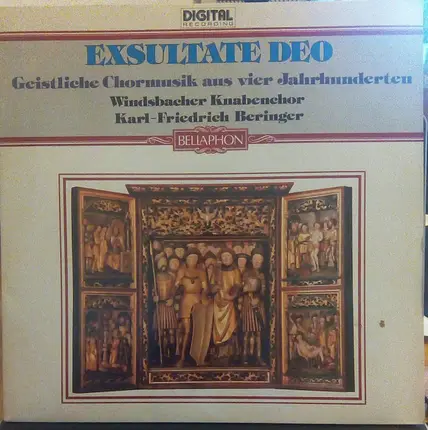 DIGITAL
RECORDING
EXSULTATE DEO
Geistliche Chormusik aus vier Jahrhunderten
Windsbacher Knabenchor
Karl-Friedrich Beringer
BELLAPHON